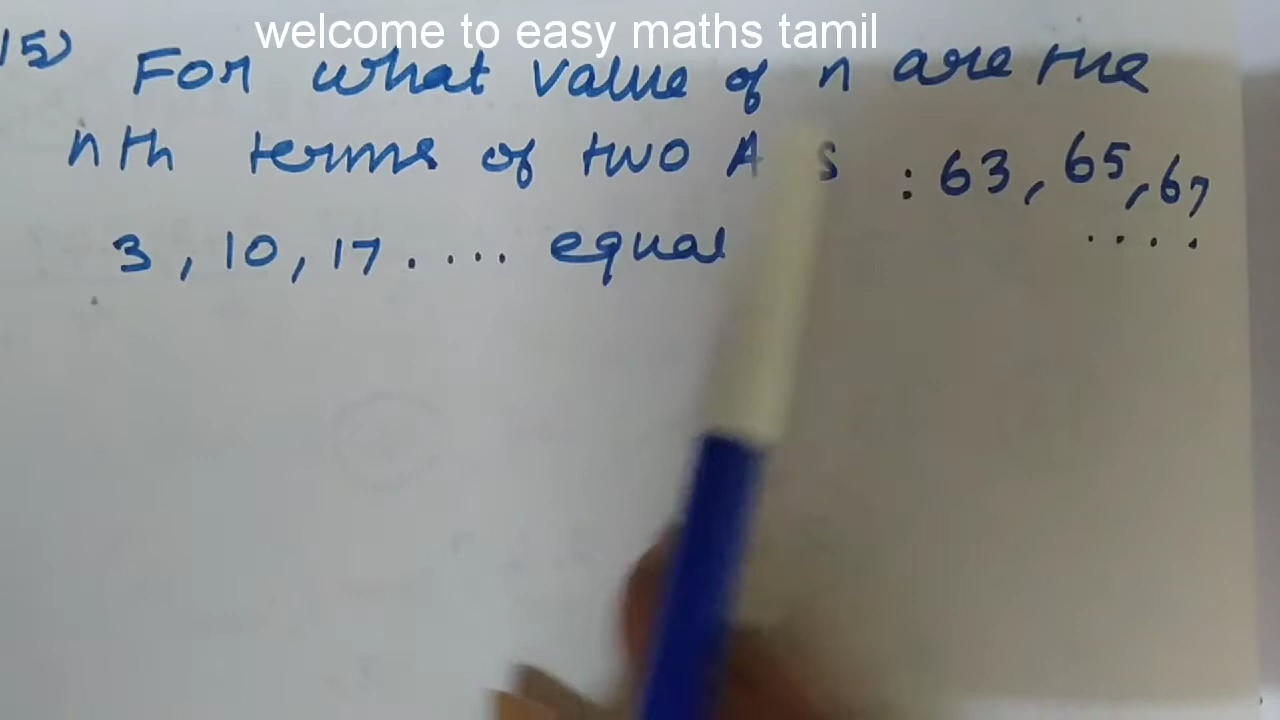 welcome to easy maths tamil
15) For what value of n are the
nth terms of two : 63, 65, 67
....
3, 10, 17 .... equal